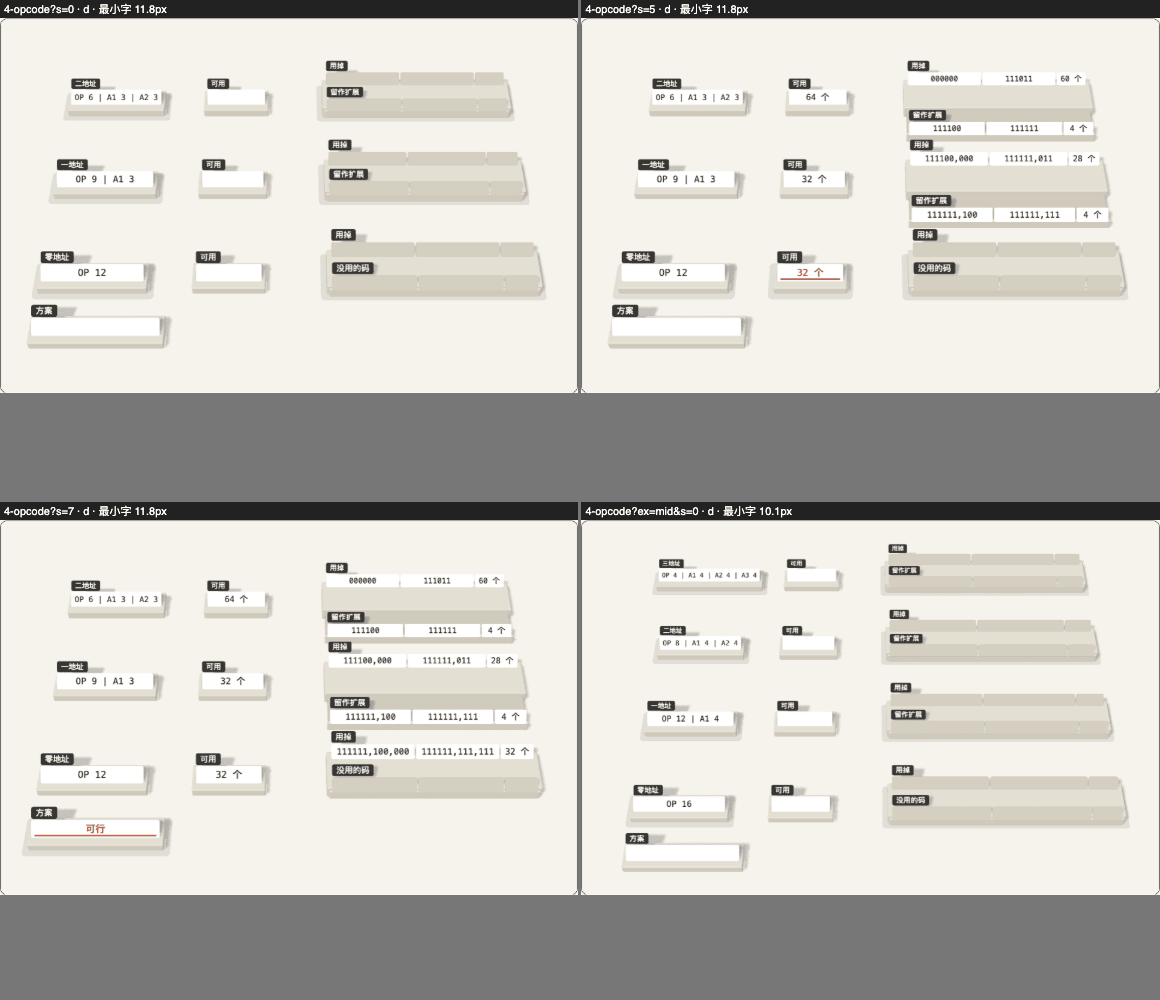 4-opcode?s=0 · d · 最小字 11.8px
二地址
可用
用掉
OP 6 | A1 3 | A2 3
留作扩展
一地址
可用
用掉
OP 9 | A1 3
留作扩展
零地址
可用
用掉
OP 12
没用的码
方案
4-opcode?s=5 · d · 最小字 11.8px
二地址
可用
用掉
OP 6 | A1 3 | A2 3
64 个
000000
111011
60 个
留作扩展
111100
111111
4 个
一地址
可用
用掉
OP 9 | A1 3
32 个
111100,000
111111,011
28 个
留作扩展
111111,100
111111,111
4 个
零地址
可用
用掉
OP 12
32 个
没用的码
方案
4-opcode?s=7 · d · 最小字 11.8px
二地址
可用
用掉
OP 6 | A1 3 | A2 3
64 个
000000
111011
60 个
留作扩展
111100
111111
4 个
一地址
可用
用掉
OP 9 | A1 3
32 个
111100,000
111111,011
28 个
留作扩展
111111,100
111111,111
4 个
零地址
可用
用掉
OP 12
32 个
111111,100,000
111111,111,111
32 个
没用的码
方案
可行
4-opcode?ex=mid&s=0 · d · 最小字 10.1px
三地址
可用
用掉
OP 4 | A1 4 | A2 4 | A3 4
留作扩展
二地址
可用
用掉
OP 8 | A1 4 | A2 4
留作扩展
一地址
可用
用掉
OP 12 | A1 4
留作扩展
零地址
可用
用掉
OP 16
没用的码
方案